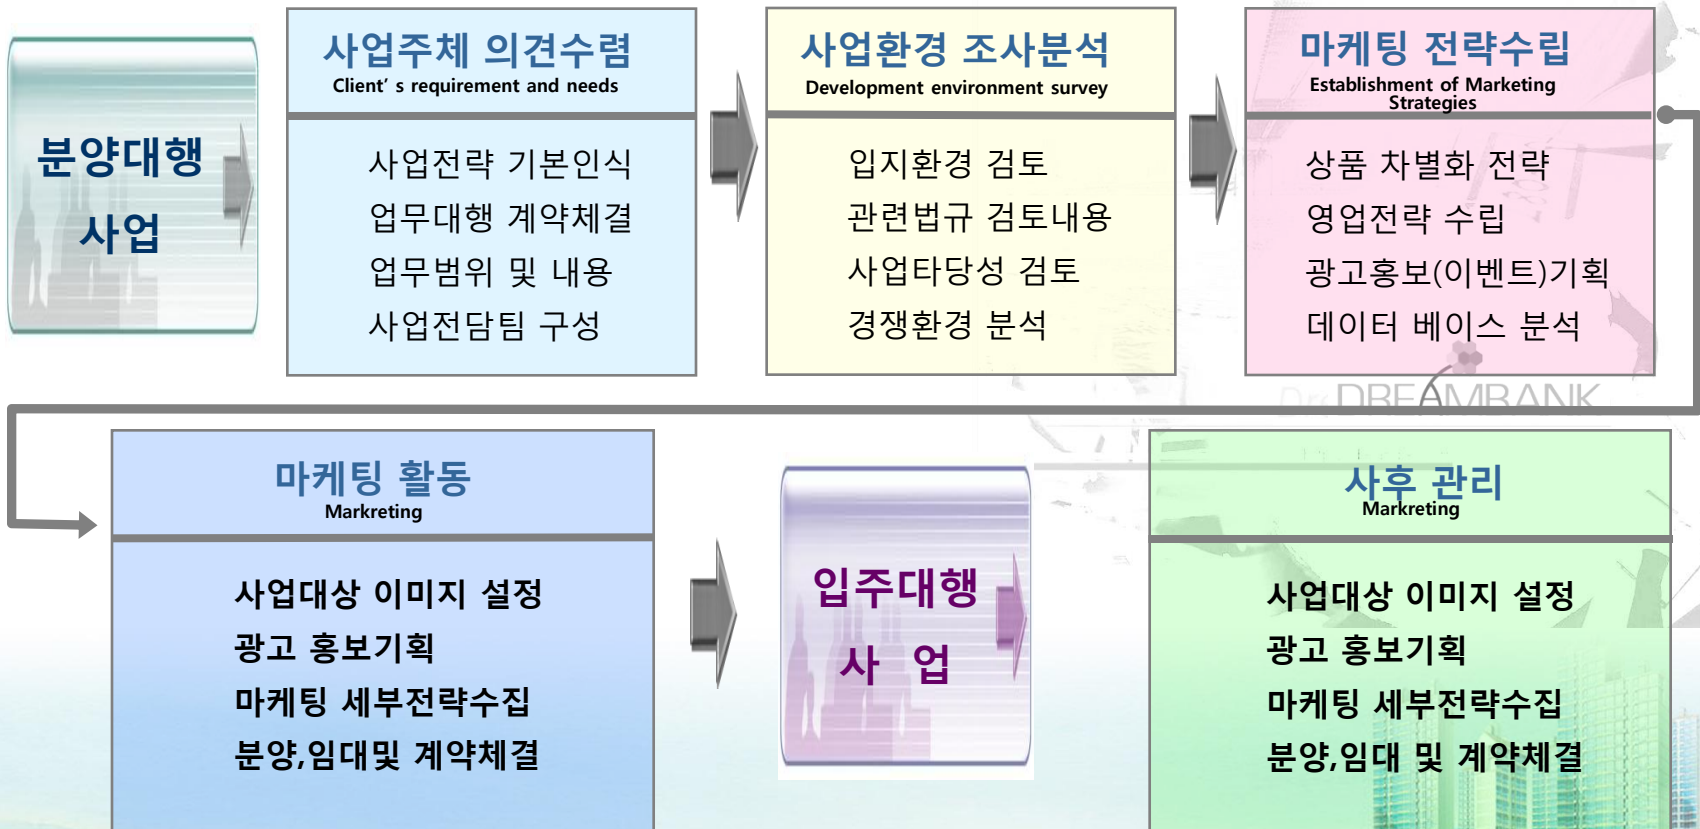 분양대행
사업
사업주체 의견수렴
Client’ s requirement and needs
사업전략 기본인식
업무대행 계약체결
업무범위 및 내용
사업전담팀 구성
사업환경 조사분석
Development environment survey
입지환경 검토
관련법규 검토내용
사업타당성 검토
경쟁환경 분석
마케팅 전략수립
Establishment of Marketing
Strategies
상품 차별화 전략
영업전략 수립
광고홍보(이벤트)기획
데이터 베이스 분석
DREAMBANK
마케팅 활동
Markreting
사업대상 이미지 설정
광고 홍보기획
마케팅 세부전략수집
분양,임대및 계약체결
입주대행
사 업
사후 관리
Markreting
사업대상 이미지 설정
광고 홍보기획
마케팅 세부전략수집
분양,임대 및 계약체결